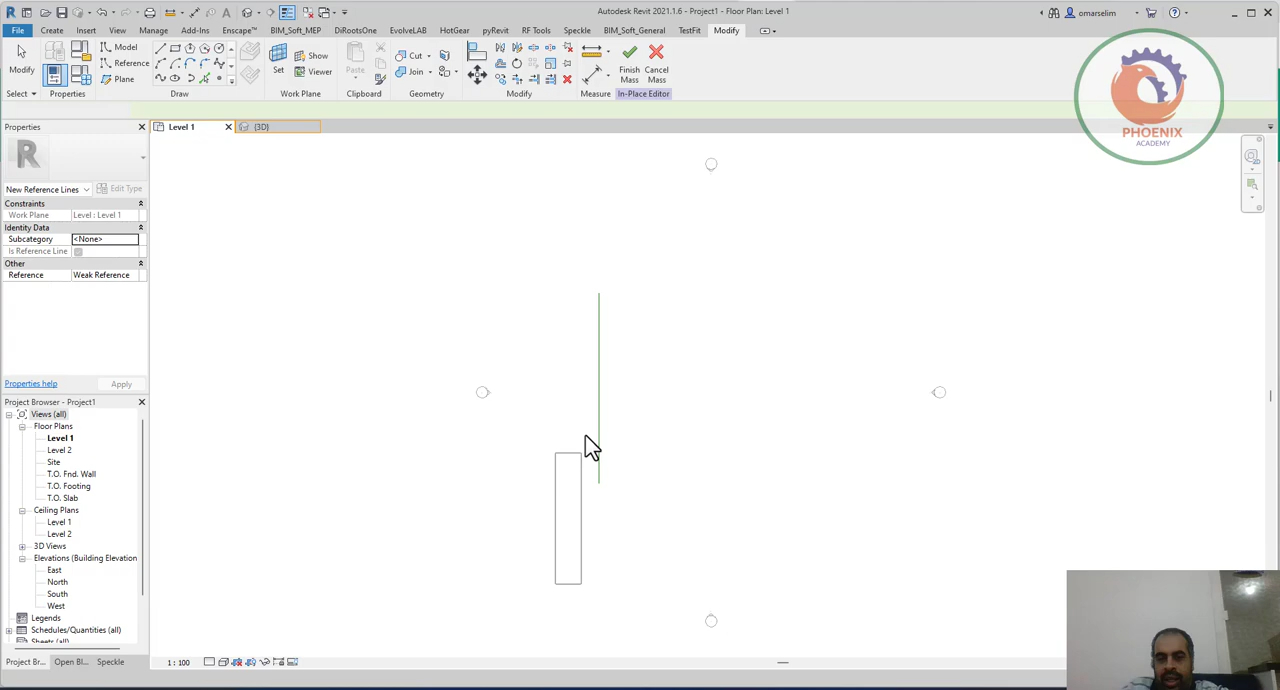 Autodesk Revit 2021.1.6 - Project1 - Floor Plan: Level 1
omarselim
File Create Insert View Manage Add-Ins Enscape™ BIM_Soft_MEP DiRootsOne EvolveLAB HotGear pyRevit RF Tools Speckle BIM_Soft_General TestFit Modify
Modify
Model
Reference
Plane
Set
Show
Viewer
Paste
Cut
Join
Finish Mass
Cancel Mass
Select Properties Draw Work Plane Clipboard Geometry Modify Measure In-Place Editor
PHOENIX
ACADEMY
Properties
Level 1
{3D}
R
New Reference Lines
Edit Type
Constraints
Work Plane Level : Level 1
Identity Data
Subcategory <None>
Is Reference Line
Other
Reference Weak Reference
Properties help
Apply
Project Browser - Project1
Views (all)
Floor Plans
Level 1
Level 2
Site
T.O. Fnd. Wall
T.O. Footing
T.O. Slab
Ceiling Plans
Level 1
Level 2
3D Views
Elevations (Building Elevation
East
North
South
West
Legends
Schedules/Quantities (all)
Sheets (all)
Project Br... Open Bl... Speckle
1 : 100